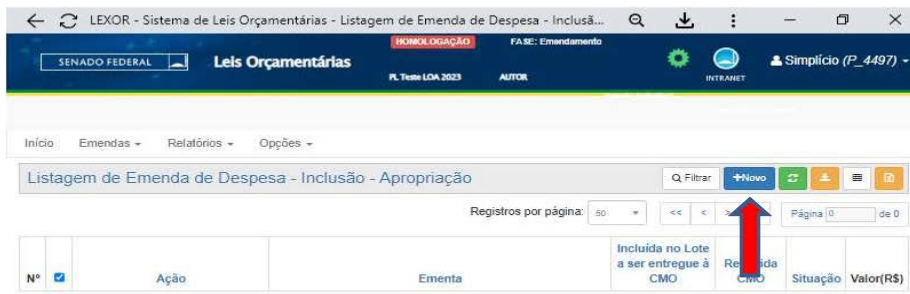 LEXOR - Sistema de Leis Orçamentárias - Listagem de Emenda de Despesa - Inclusã...
HOMOLOGAÇÃO FASE: Emendamento
SENADO FEDERAL Leis Orçamentárias INTRANET Simplício (P_4497)
PL Teste LOA 2023 AUTOR
Início Emendas Relatórios Opções
Listagem de Emenda de Despesa - Inclusão - Apropriação Filtrar +Novo
Registros por página: 50 << < Página 0 de 0
Nº Ação Ementa Incluída no Lote a ser entregue à CMO CMO Situação Valor(R$)